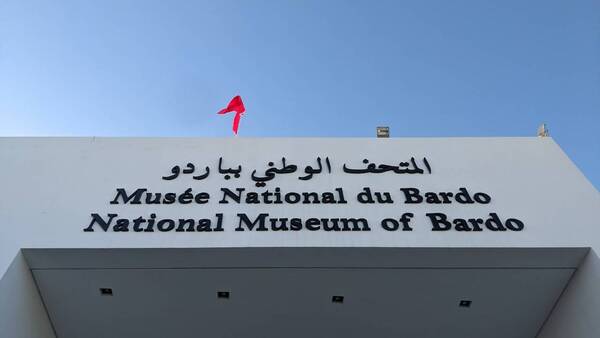 المتحف الوطني بباردو
Musée National du Bardo
National Museum of Bardo